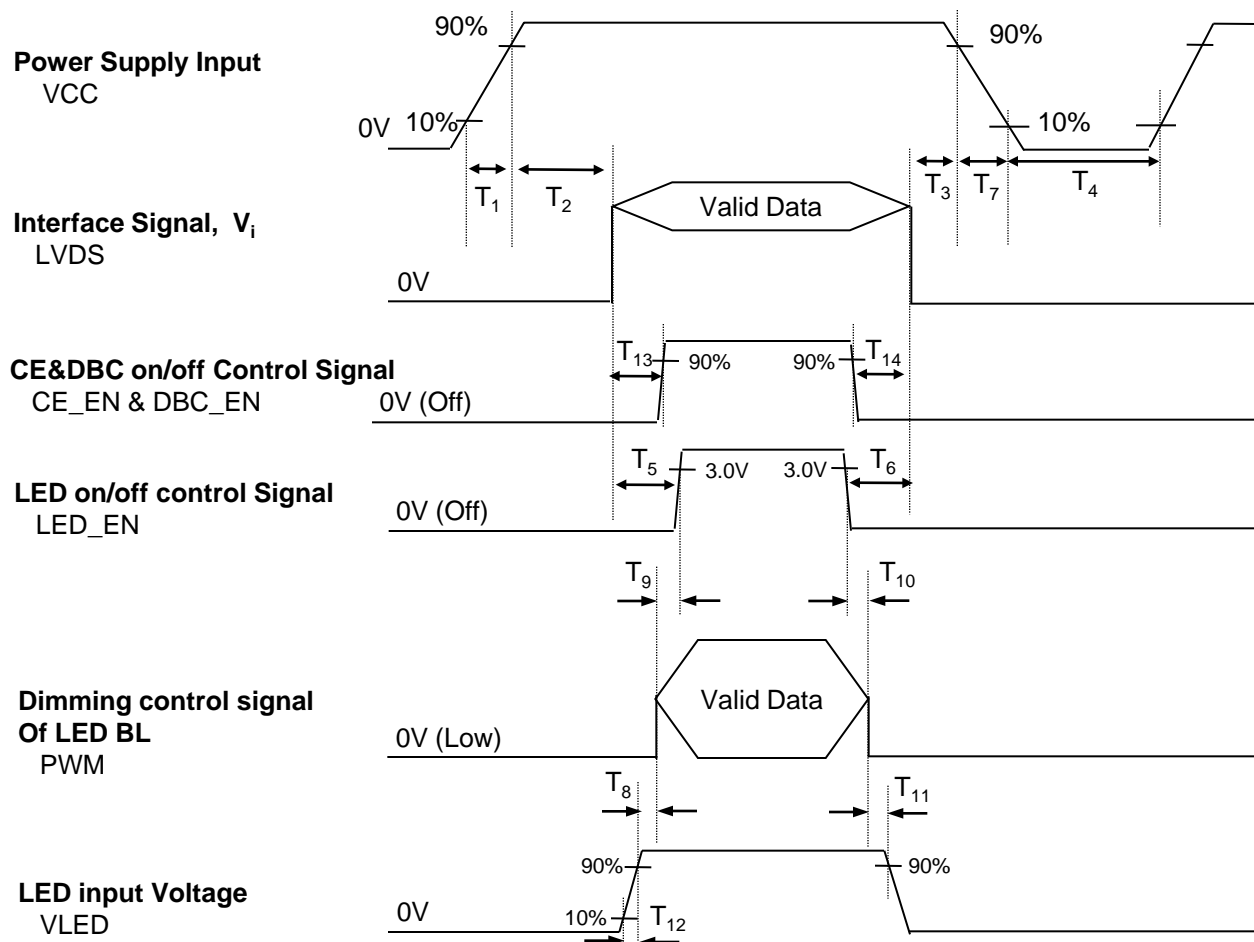 90%
90%
Power Supply Input
VCC
0V
10%
10%
T1
T2
T3
T7
T4
Valid Data
Interface Signal, Vi
LVDS
0V
T13
90%
90%
T14
CE&DBC on/off Control Signal
CE_EN & DBC_EN
0V (Off)
T5
3.0V
3.0V
T6
LED on/off control Signal
LED_EN
0V (Off)
T9
T10
Dimming control signal
Of LED BL
PWM
Valid Data
0V (Low)
T8
T11
90%
90%
LED input Voltage
VLED
0V
10%
T12